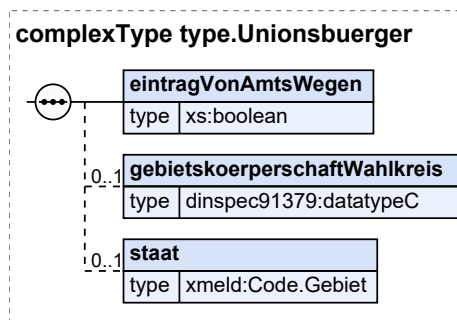 complexType type.Unionsbuerger
eintragVonAmtsWegen
type xs:boolean
0..1 gebietskoerperschaftWahlkreis
type dinspec91379:datatypeC
0..1 staat
type xmeld:Code.Gebiet